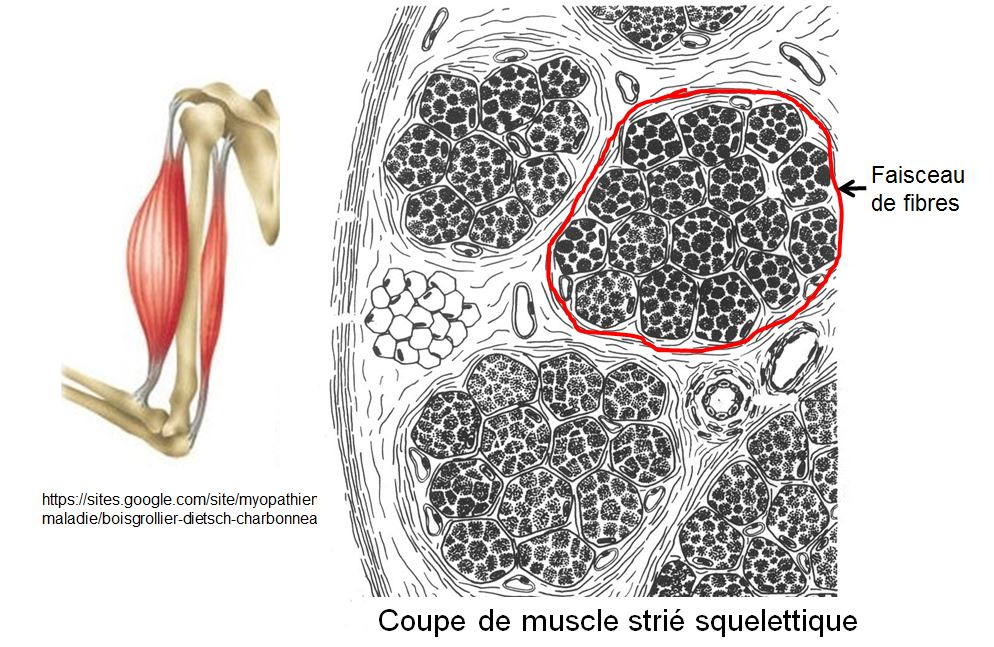 Faisceau
de fibres
https://sites.google.com/site/myopathier
maladie/boisgrollier-dietsch-charbonnea
Coupe de muscle strié squelettique